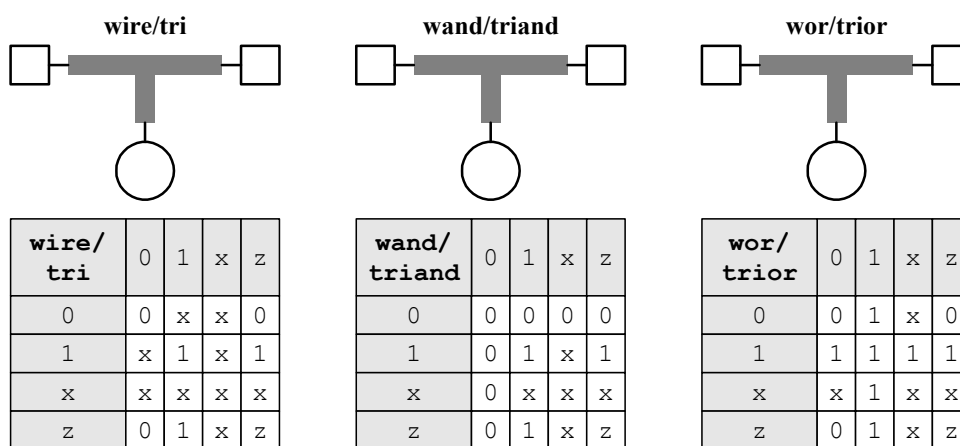 wire/tri
wand/triand
wor/trior
wire/
tri 0 1 x z
0 0 x x 0
1 x 1 x 1
x x x x x
z 0 1 x z
wand/
triand 0 1 x z
0 0 0 0 0
1 0 1 x 1
x 0 x x x
z 0 1 x z
wor/
trior 0 1 x z
0 0 1 x 0
1 1 1 1 1
x x 1 x x
z 0 1 x z